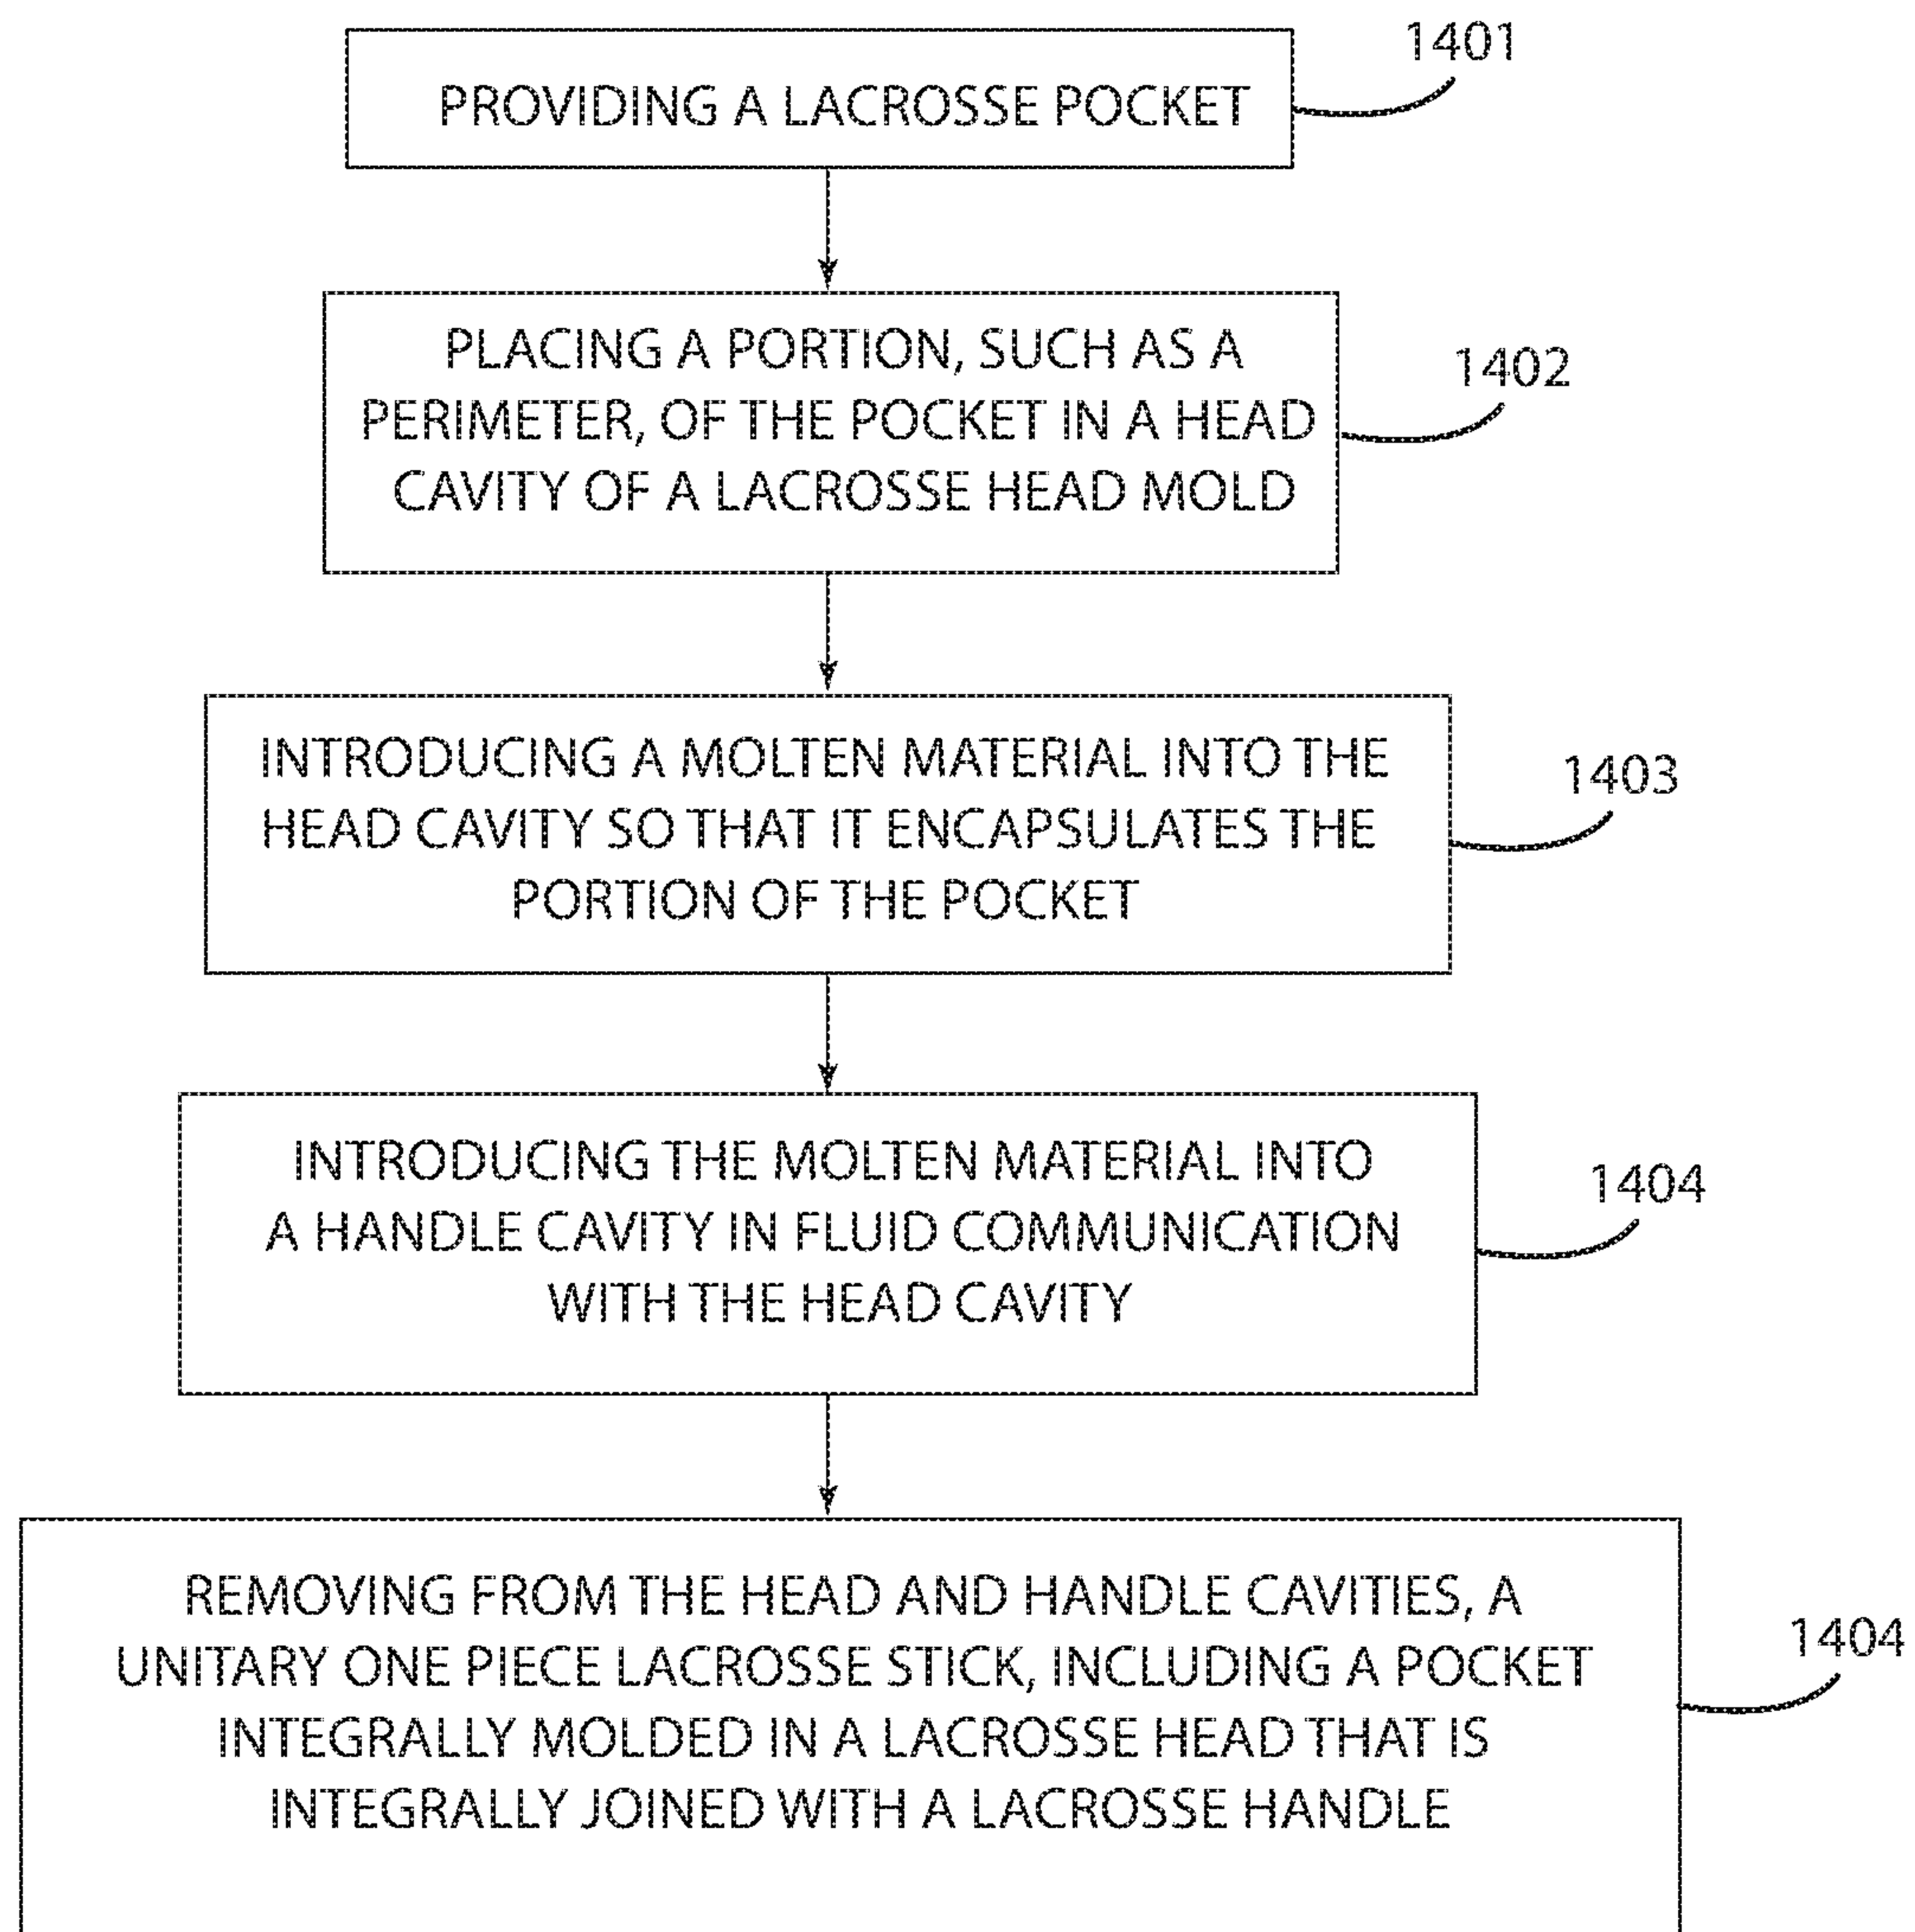 1401
PROVIDING A LACROSSE POCKET
PLACING A PORTION, SUCH AS A
PERIMETER, OF THE POCKET IN A HEAD
CAVITY OF A LACROSSE HEAD MOLD
1402
INTRODUCING A MOLTEN MATERIAL INTO THE
HEAD CAVITY SO THAT IT ENCAPSULATES THE
PORTION OF THE POCKET
1403
INTRODUCING THE MOLTEN MATERIAL INTO
A HANDLE CAVITY IN FLUID COMMUNICATION
WITH THE HEAD CAVITY
1404
REMOVING FROM THE HEAD AND HANDLE CAVITIES, A
UNITARY ONE PIECE LACROSSE STICK, INCLUDING A POCKET
INTEGRALLY MOLDED IN A LACROSSE HEAD THAT IS
INTEGRALLY JOINED WITH A LACROSSE HANDLE
1404